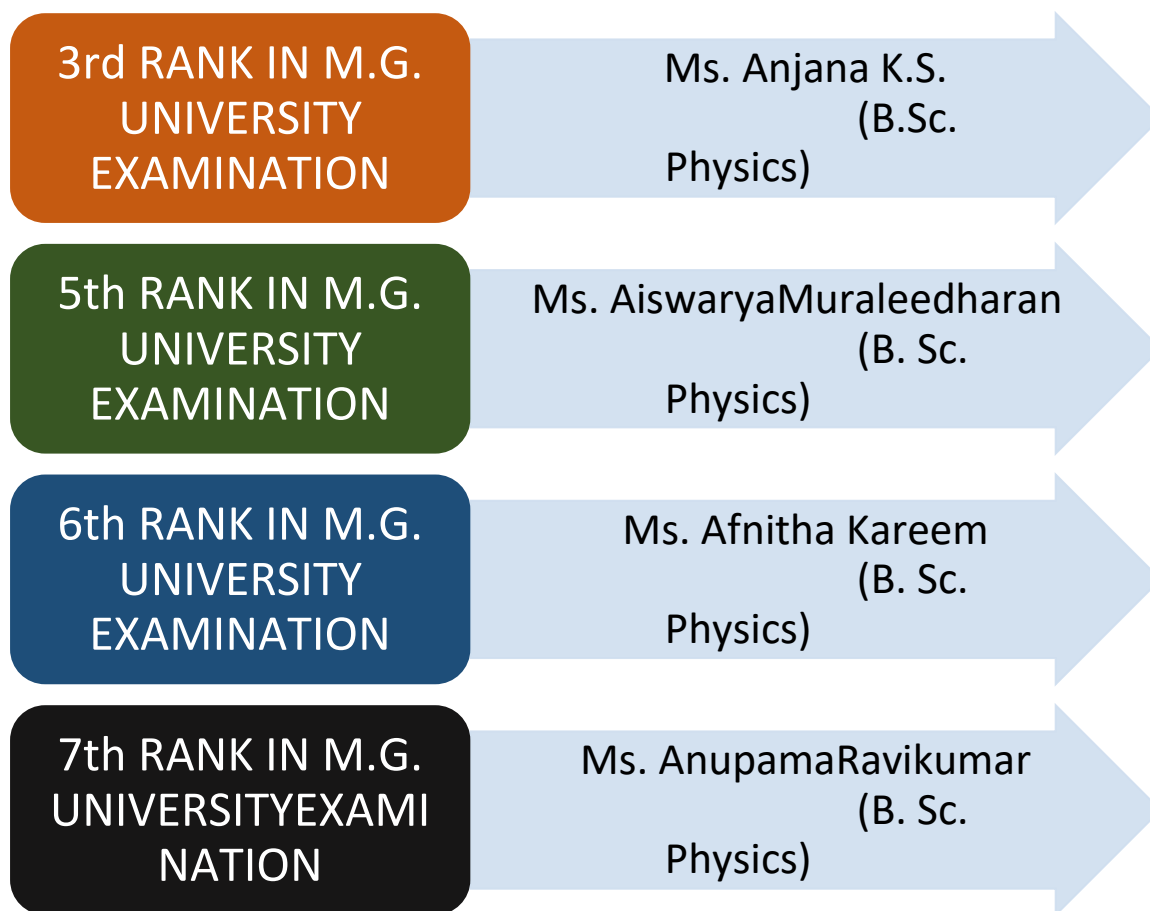 3rd RANK IN M.G.
UNIVERSITY
EXAMINATION
Ms. Anjana K.S.
(B.Sc.
Physics)
5th RANK IN M.G.
UNIVERSITY
EXAMINATION
Ms. AiswaryaMuraleedharan
(B. Sc.
Physics)
6th RANK IN M.G.
UNIVERSITY
EXAMINATION
Ms. Afnitha Kareem
(B. Sc.
Physics)
7th RANK IN M.G.
UNIVERSITYEXAMI
NATION
Ms. AnupamaRavikumar
(B. Sc.
Physics)